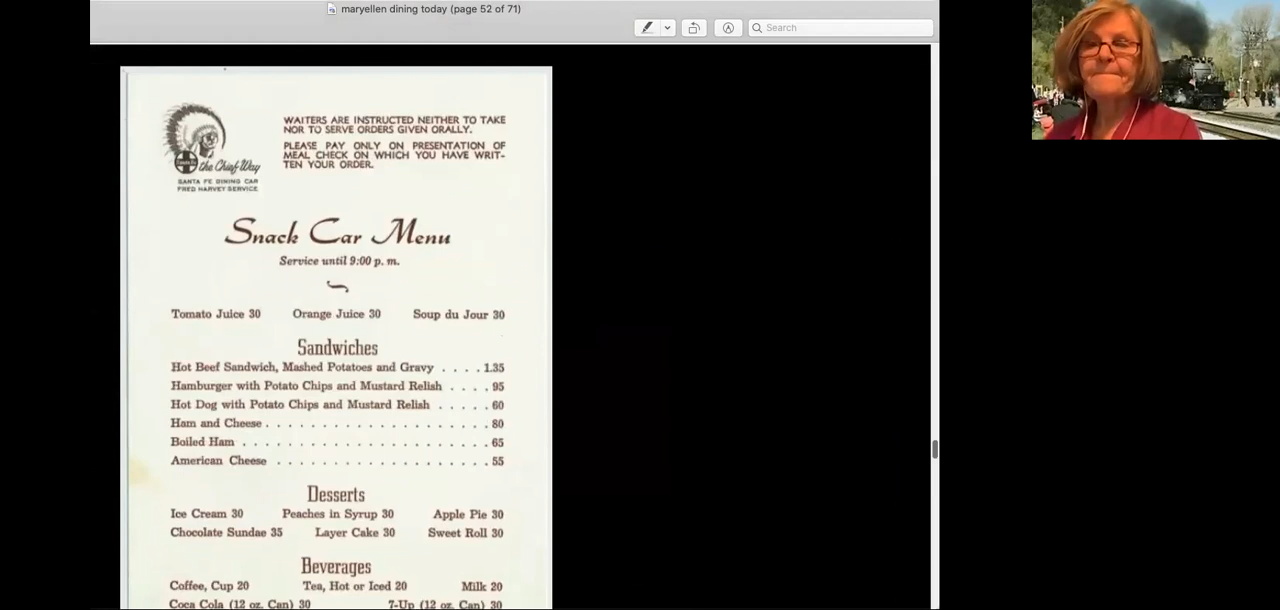 maryellen dining today (page 52 of 71)
Search
WAITERS ARE INSTRUCTED NEITHER TO TAKE
NOR TO SERVE ORDERS GIVEN ORALLY.
PLEASE PAY ONLY ON PRESENTATION OF
MEAL CHECK ON WHICH YOU HAVE WRIT-
TEN YOUR ORDER.
Santa Fe
the Chief Way
SANTA FE DINING CAR
FRED HARVEY SERVICE
Snack Car Menu
Service until 9:00 p. m.
Tomato Juice 30 Orange Juice 30 Soup du Jour 30
Sandwiches
Hot Beef Sandwich, Mashed Potatoes and Gravy . . . . 1.35
Hamburger with Potato Chips and Mustard Relish . . . . 95
Hot Dog with Potato Chips and Mustard Relish . . . . . 60
Ham and Cheese . . . . . . . . . . . . . . . . . . . 80
Boiled Ham . . . . . . . . . . . . . . . . . . . . . 65
American Cheese . . . . . . . . . . . . . . . . . . 55
Desserts
Ice Cream 30 Peaches in Syrup 30 Apple Pie 30
Chocolate Sundae 35 Layer Cake 30 Sweet Roll 30
Beverages
Coffee, Cup 20 Tea, Hot or Iced 20 Milk 20
Coca Cola (12 oz. Can) 30 7-Up (12 oz. Can) 30